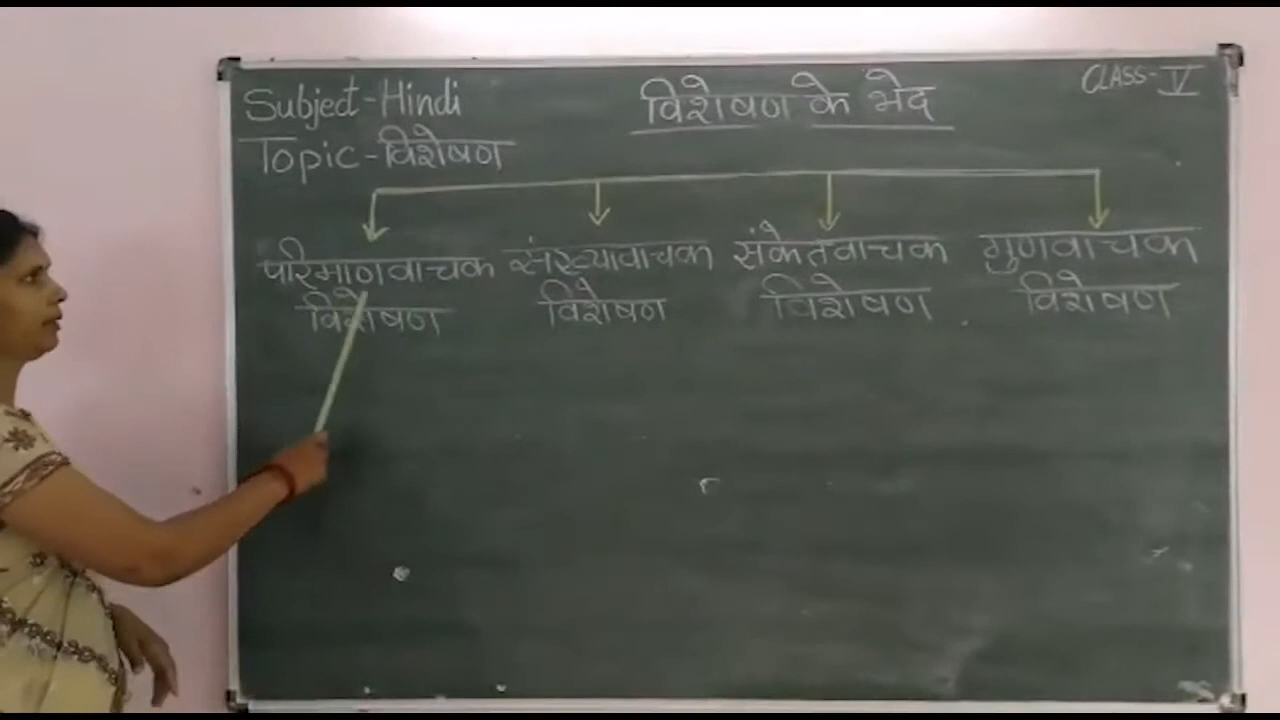 Subject-Hindi
विशेषण के भेद
CLASS-V
Topic-विशेषण
परिमाणवाचक विशेषण
संख्यावाचक विशेषण
संकेतवाचक विशेषण
गुणवाचक विशेषण